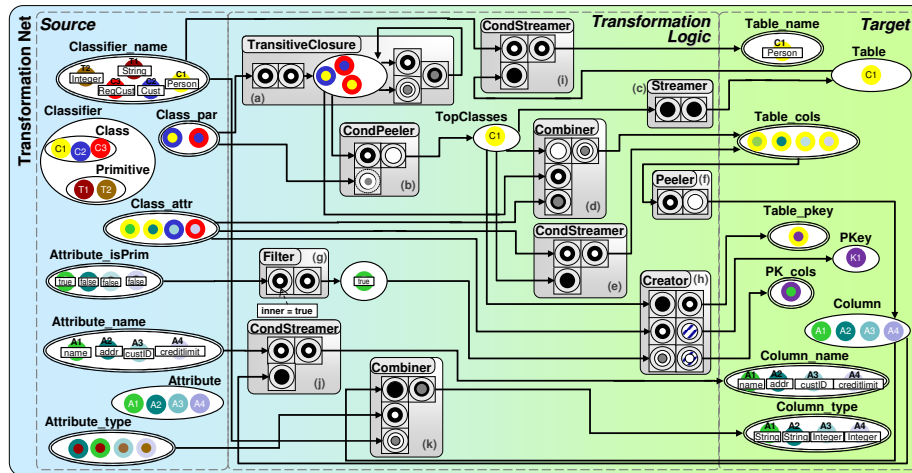 Transformation Net
Source
Transformation Logic
Target
Classifier_name
T2
Integer
T1
String
C3
RegCust
C2
Cust
C1
Person
Classifier
Class
C1
C2
C3
Primitive
T1
T2
Class_par
Class_attr
Attribute_isPrim
true
false
false
false
Attribute_name
A1
name
A2
addr
A3
custID
A4
creditlimit
Attribute
A1
A2
A3
A4
Attribute_type
TransitiveClosure
(a)
CondPeeler
(b)
TopClasses
C1
CondStreamer
(i)
(c)
Streamer
Combiner
(d)
CondStreamer
(e)
Peeler
(f)
Filter
(g)
inner = true
true
Creator
(h)
CondStreamer
(j)
Combiner
(k)
Table_name
C1
Person
Table
C1
Table_cols
Table_pkey
PKey
K1
PK_cols
Column
A1
A2
A3
A4
Column_name
A1
name
A2
addr
A3
custID
A4
creditlimit
Column_type
A1
String
A2
String
A3
Integer
A4
Integer